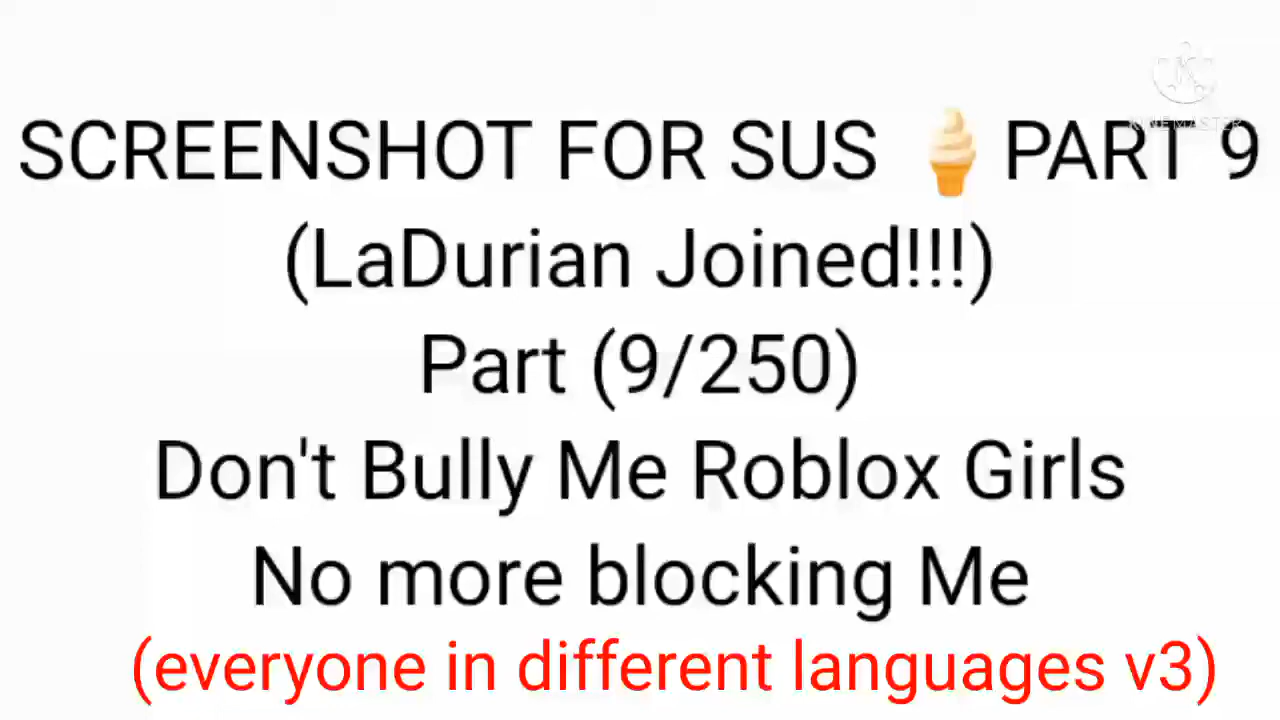 KINEMASTER
SCREENSHOT FOR SUS 🍦PART 9
(LaDurian Joined!!!)
Part (9/250)
Don't Bully Me Roblox Girls
No more blocking Me
(everyone in different languages v3)